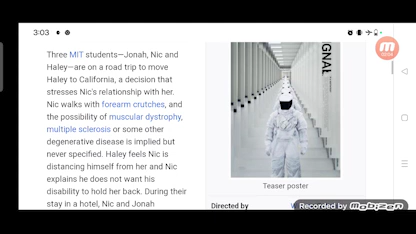 3:03
Three MIT students—Jonah, Nic and
Haley—are on a road trip to move
Haley to California, a decision that
stresses Nic's relationship with her.
Nic walks with forearm crutches, and
the possibility of muscular dystrophy,
multiple sclerosis or some other
degenerative disease is implied but
never specified. Haley feels Nic is
distancing himself from her and Nic
explains he does not want his
disability to hold her back. During their
stay in a hotel, Nic and Jonah
GNAL
Teaser poster
Directed by
Recorded by mobizen